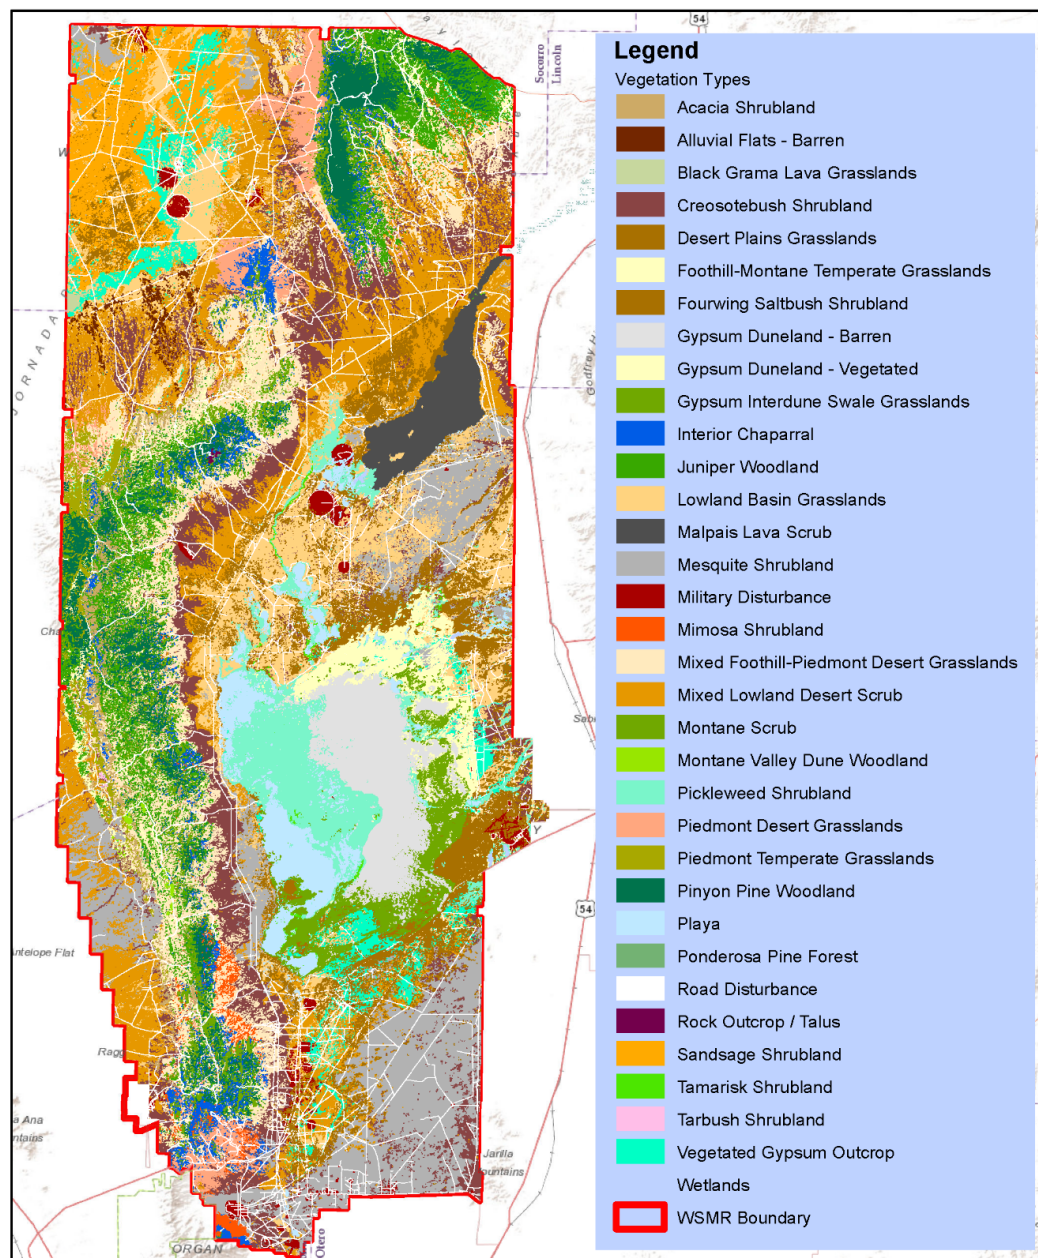 54
Socorro
Lincoln
JORNADA
Godfrey
Antelope Flat
Jarilla
ORGAN
Otero
54
Legend
Vegetation Types
Acacia Shrubland
Alluvial Flats - Barren
Black Grama Lava Grasslands
Creosotebush Shrubland
Desert Plains Grasslands
Foothill-Montane Temperate Grasslands
Fourwing Saltbush Shrubland
Gypsum Duneland - Barren
Gypsum Duneland - Vegetated
Gypsum Interdune Swale Grasslands
Interior Chaparral
Juniper Woodland
Lowland Basin Grasslands
Malpais Lava Scrub
Mesquite Shrubland
Military Disturbance
Mimosa Shrubland
Mixed Foothill-Piedmont Desert Grasslands
Mixed Lowland Desert Scrub
Montane Scrub
Montane Valley Dune Woodland
Pickleweed Shrubland
Piedmont Desert Grasslands
Piedmont Temperate Grasslands
Pinyon Pine Woodland
Playa
Ponderosa Pine Forest
Road Disturbance
Rock Outcrop / Talus
Sandsage Shrubland
Tamarisk Shrubland
Tarbush Shrubland
Vegetated Gypsum Outcrop
Wetlands
WSMR Boundary